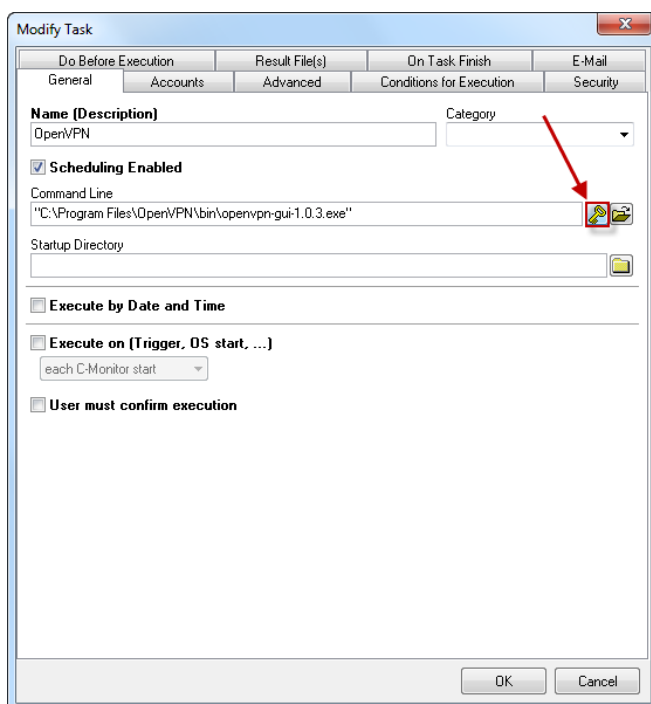 Modify Task
Do Before Execution Result File(s) On Task Finish E-Mail
General Accounts Advanced Conditions for Execution Security
Name (Description) Category
OpenVPN
Scheduling Enabled
Command Line
"C:\Program Files\OpenVPN\bin\openvpn-gui-1.0.3.exe"
Startup Directory
Execute by Date and Time
Execute on (Trigger, OS start, ...)
each C-Monitor start
User must confirm execution
OK Cancel